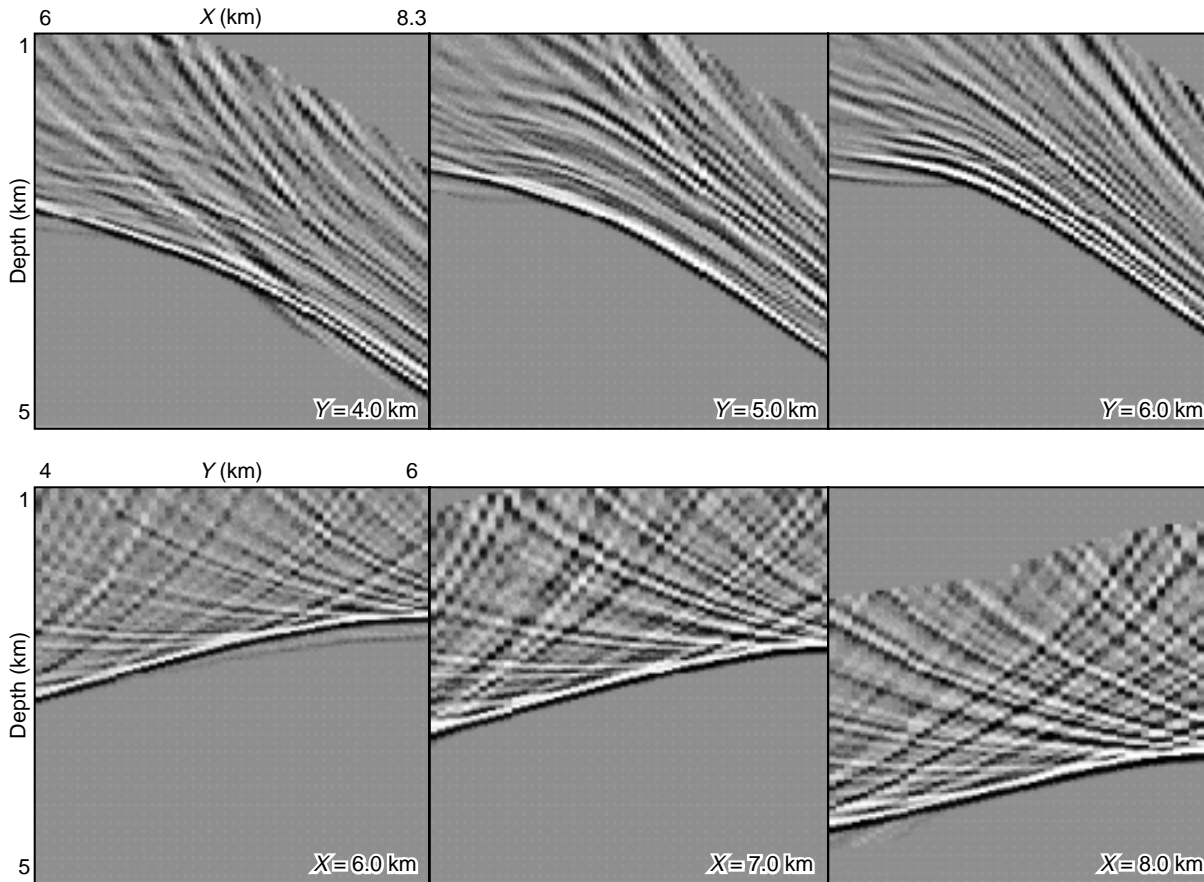 6 X (km) 8.3
1
Depth (km)
5
Y = 4.0 km
Y = 5.0 km
Y = 6.0 km
4 Y (km) 6
1
Depth (km)
5
X = 6.0 km
X = 7.0 km
X = 8.0 km